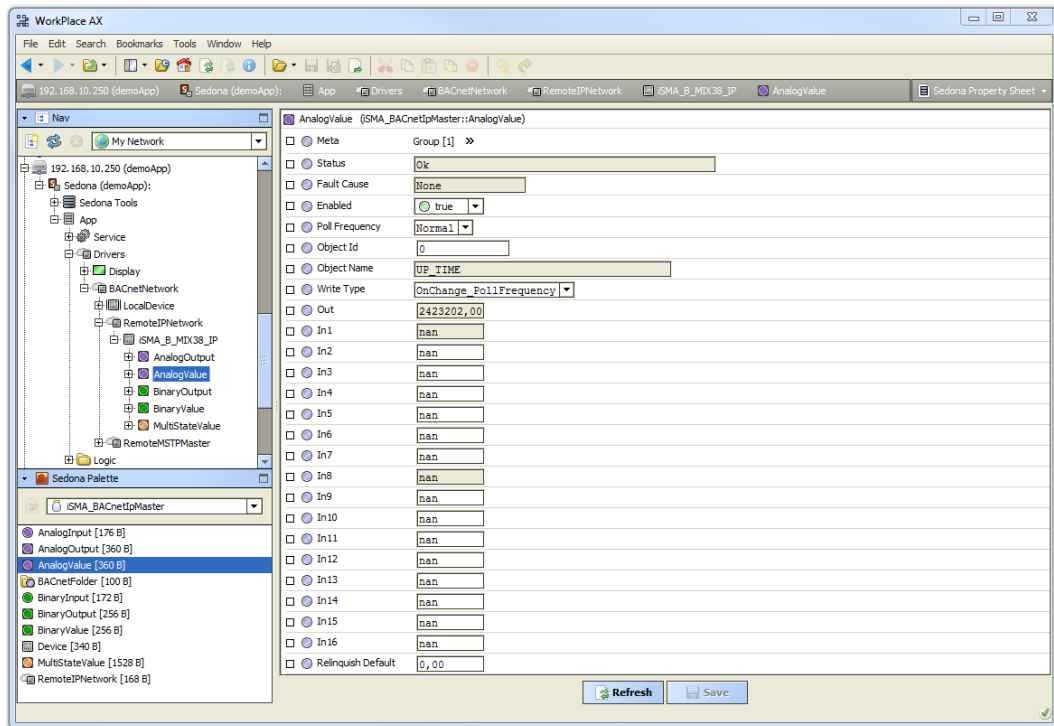 WorkPlace AX
File Edit Search Bookmarks Tools Window Help
192.168.10.250 (demoApp) Sedona (demoApp): App Drivers BACnetNetwork RemoteIPNetwork iSMA_B_MIX38_IP AnalogValue Sedona Property Sheet
Nav
My Network
192.168.10.250 (demoApp)
Sedona (demoApp):
Sedona Tools
App
Service
Drivers
Display
BACnetNetwork
LocalDevice
RemoteIPNetwork
iSMA_B_MIX38_IP
AnalogOutput
AnalogValue
BinaryOutput
BinaryValue
MultiStateValue
RemoteMSTPMaster
Logic
Sedona Palette
iSMA_BACnetIpMaster
AnalogInput [176 B]
AnalogOutput [360 B]
AnalogValue [360 B]
BACnetFolder [100 B]
BinaryInput [172 B]
BinaryOutput [256 B]
BinaryValue [256 B]
Device [340 B]
MultiStateValue [1528 B]
RemoteIPNetwork [168 B]
AnalogValue (iSMA_BACnetIpMaster::AnalogValue)
Meta Group [1] »
Status Ok
Fault Cause None
Enabled true
Poll Frequency Normal
Object Id 0
Object Name UP_TIME
Write Type OnChange_PollFrequency
Out 2423202,00
In1 nan
In2 nan
In3 nan
In4 nan
In5 nan
In6 nan
In7 nan
In8 nan
In9 nan
In10 nan
In11 nan
In12 nan
In13 nan
In14 nan
In15 nan
In16 nan
Relinquish Default 0,00
Refresh Save